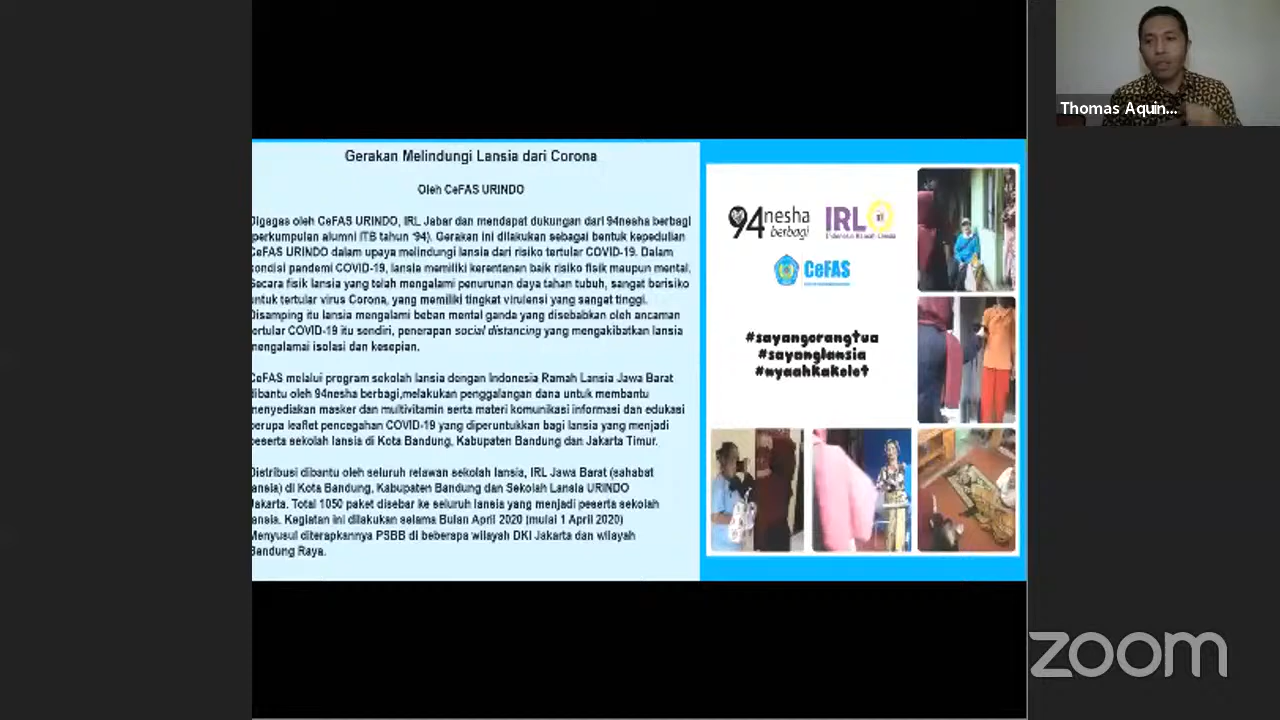 Gerakan Melindungi Lansia dari Corona
Oleh CeFAS URINDO
Digagas oleh CeFAS URINDO, IRL Jabar dan mendapat dukungan dari 94nesha berbagi
(perkumpulan alumni ITB tahun '94). Gerakan ini dilakukan sebagai bentuk kepedulian
CeFAS URINDO dalam upaya melindungi lansia dari risiko tertular COVID-19. Dalam
kondisi pandemi COVID-19, lansia memiliki kerentanan baik risiko fisik maupun mental.
Secara fisik lansia yang telah mengalami penurunan daya tahan tubuh, sangat berisiko
untuk tertular virus Corona, yang memiliki tingkat virulensi yang sangat tinggi.
Disamping itu lansia mengalami beban mental ganda yang disebabkan oleh ancaman
tertular COVID-19 itu sendiri, penerapan social distancing yang mengakibatkan lansia
mengalamai isolasi dan kesepian.
CeFAS melalui program sekolah lansia dengan Indonesia Ramah Lansia Jawa Barat
dibantu oleh 94nesha berbagi,melakukan penggalangan dana untuk membantu
menyediakan masker dan multivitamin serta materi komunikasi informasi dan edukasi
berupa leaflet pencegahan COVID-19 yang diperuntukkan bagi lansia yang menjadi
peserta sekolah lansia di Kota Bandung, Kabupaten Bandung dan Jakarta Timur.
Distribusi dibantu oleh seluruh relawan sekolah lansia, IRL Jawa Barat (sahabat
lansia) di Kota Bandung, Kabupaten Bandung dan Sekolah Lansia URINDO
Jakarta. Total 1050 paket disebar ke seluruh lansia yang menjadi peserta sekolah
lansia. Kegiatan ini dilakukan selama Bulan April 2020 (mulai 1 April 2020)
Menyusul diterapkannya PSBB di beberapa wilayah DKI Jakarta dan wilayah
Bandung Raya.
94nesha berbagi
IRL
Indonesia Ramah Lansia
CeFAS
#sayangorangtua
#sayanglansia
#nyaahKaKolot
Thomas Aquin...
zoom